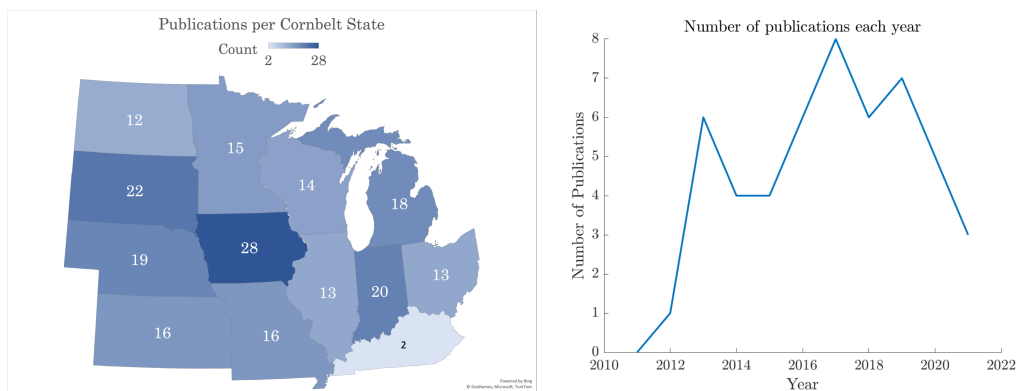 Publications per Cornbelt State
Count 2 28
12
15
22
14
18
28
19
13
20
13
16
16
2
Powered by Bing
© GeoNames, Microsoft, TomTom
Number of publications each year
Number of Publications
8
7
6
5
4
3
2
1
0
2010 2012 2014 2016 2018 2020 2022
Year